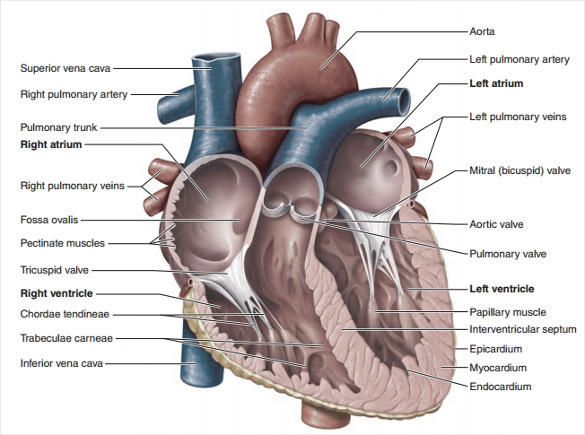 Superior vena cava
Right pulmonary artery
Pulmonary trunk
Right atrium
Right pulmonary veins
Fossa ovalis
Pectinate muscles
Tricuspid valve
Right ventricle
Chordae tendineae
Trabeculae carneae
Inferior vena cava
Aorta
Left pulmonary artery
Left atrium
Left pulmonary veins
Mitral (bicuspid) valve
Aortic valve
Pulmonary valve
Left ventricle
Papillary muscle
Interventricular septum
Epicardium
Myocardium
Endocardium